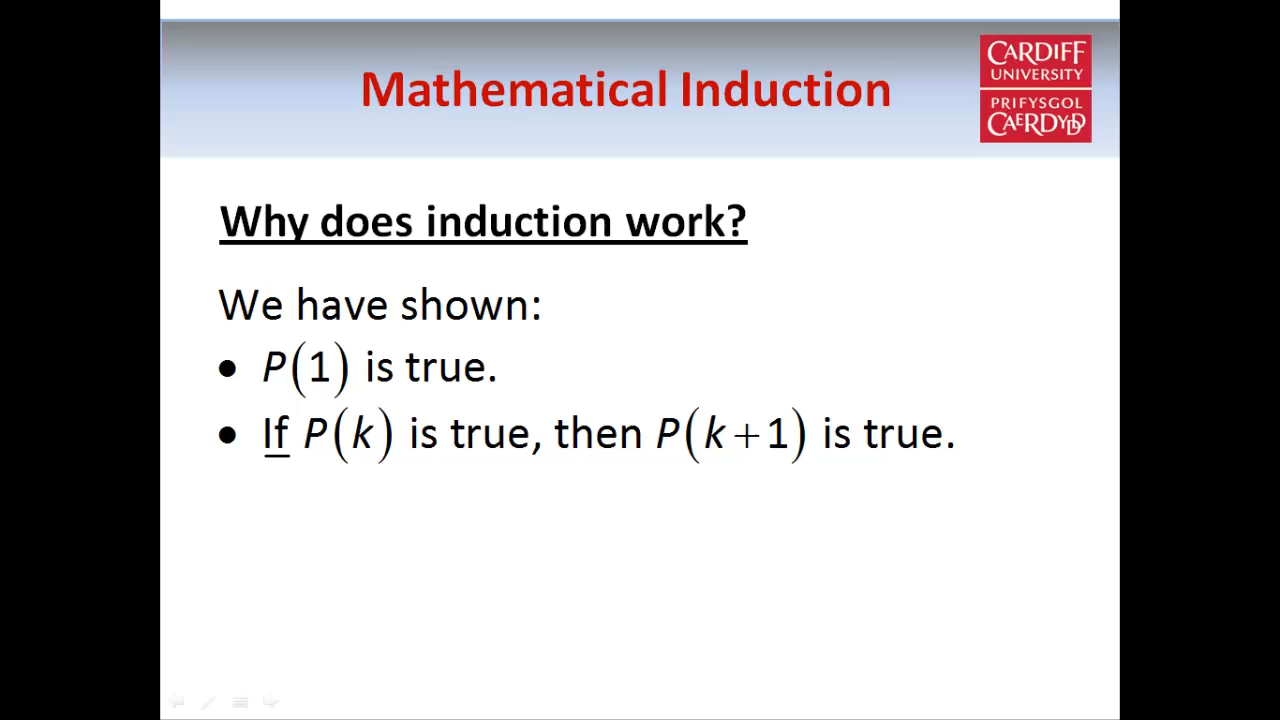 Mathematical Induction
CARDIFF
UNIVERSITY
PRIFYSGOL
CAERDYDD
Why does induction work?
We have shown:
• P(1) is true.
• If P(k) is true, then P(k+1) is true.